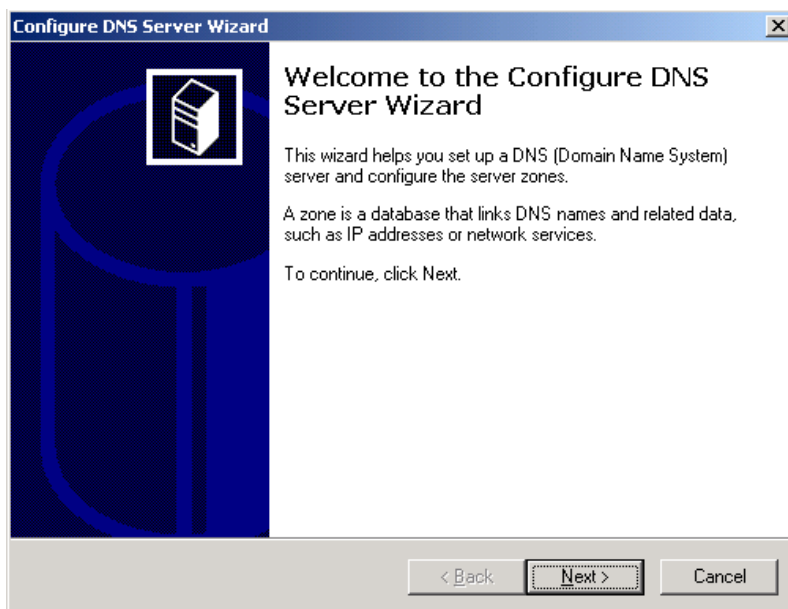 Configure DNS Server Wizard
Welcome to the Configure DNS
Server Wizard
This wizard helps you set up a DNS (Domain Name System)
server and configure the server zones.
A zone is a database that links DNS names and related data,
such as IP addresses or network services.
To continue, click Next.
< Back
Next >
Cancel